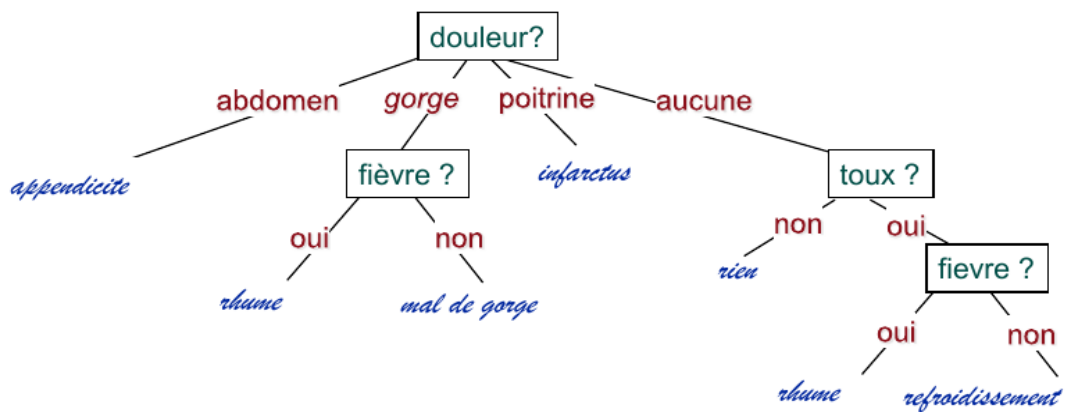 douleur?
abdomen gorge poitrine aucune
appendicite fièvre ? infarctus toux ?
oui non non oui
rhume mal de gorge rien fievre ?
oui non
rhume refroidissement